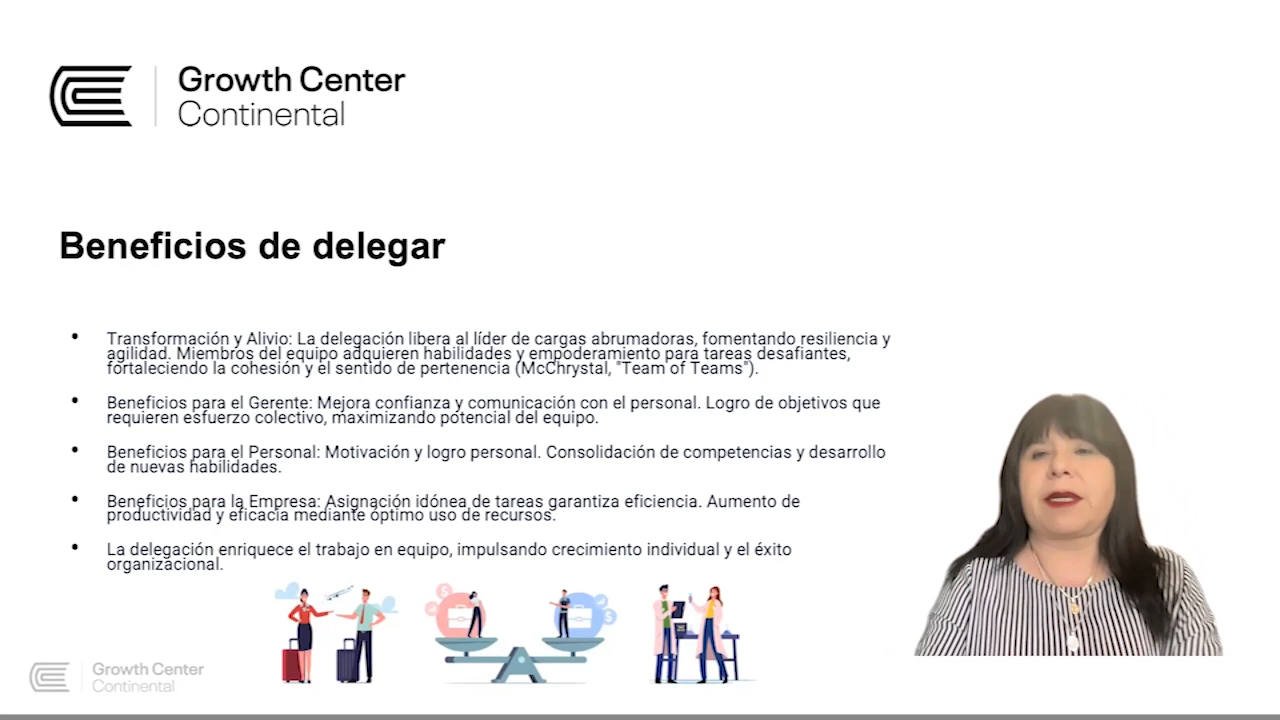 Growth Center
Continental
Beneficios de delegar
• Transformación y Alivio: La delegación libera al líder de cargas abrumadoras, fomentando resiliencia y
agilidad. Miembros del equipo adquieren habilidades y empoderamiento para tareas desafiantes,
fortaleciendo la cohesión y el sentido de pertenencia (McChrystal, "Team of Teams").
• Beneficios para el Gerente: Mejora confianza y comunicación con el personal. Logro de objetivos que
requieren esfuerzo colectivo, maximizando potencial del equipo.
• Beneficios para el Personal: Motivación y logro personal. Consolidación de competencias y desarrollo
de nuevas habilidades.
• Beneficios para la Empresa: Asignación idónea de tareas garantiza eficiencia. Aumento de
productividad y eficacia mediante óptimo uso de recursos.
• La delegación enriquece el trabajo en equipo, impulsando crecimiento individual y el éxito
organizacional.
Growth Center
Continental